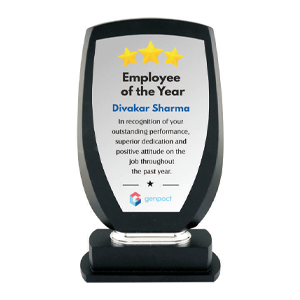 Employee
of the Year
Divakar Sharma
In recognition of your
outstanding performance,
superior dedication and
positive attitude on the
job throughout
the past year.
genpact